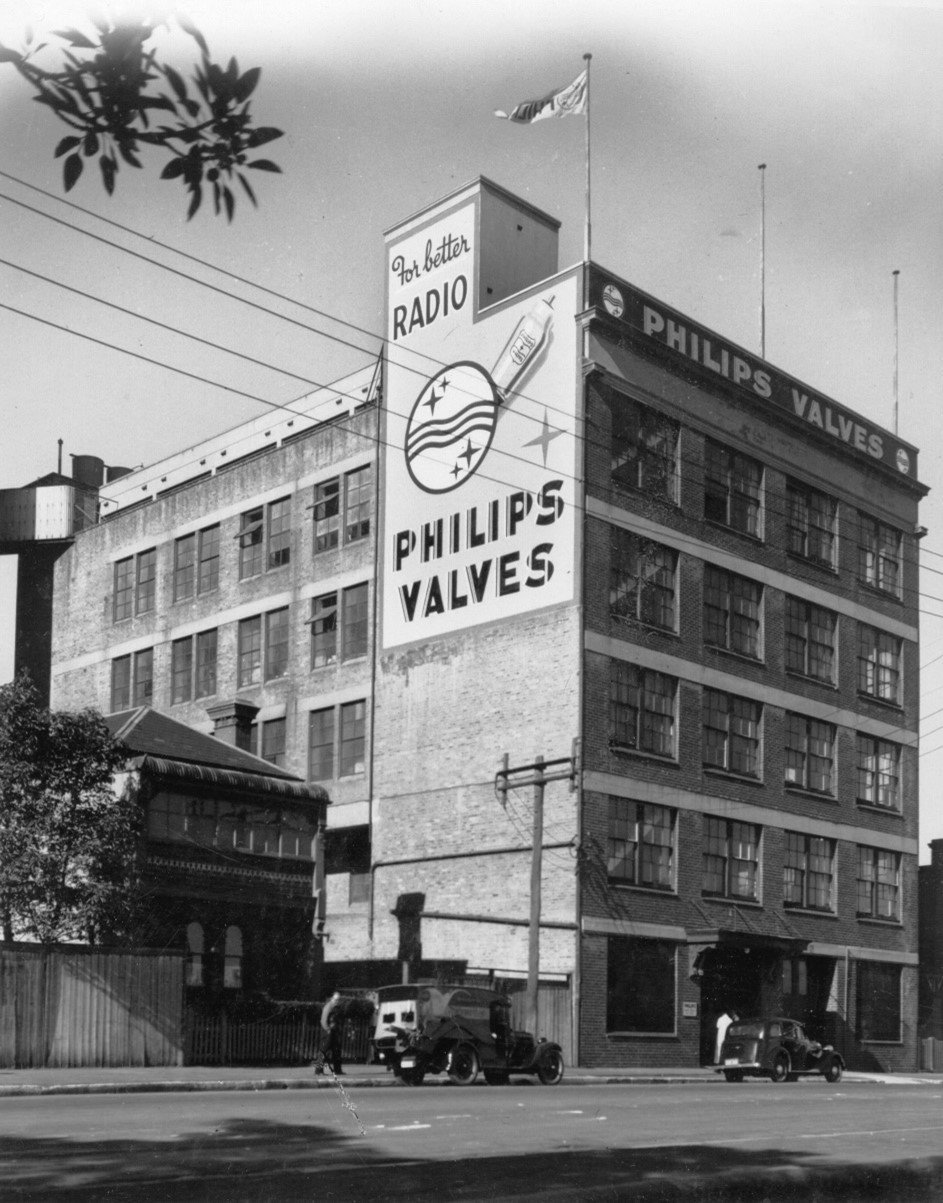 For better
RADIO
PHILIPS
VALVES
PHILIPS VALVES